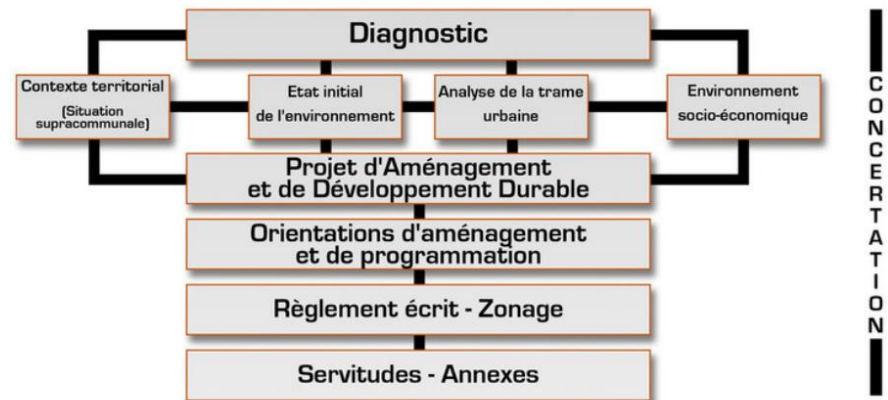 Diagnostic
Contexte territorial
(Situation
supracommunale)
Etat initial
de l'environnement
Analyse de la trame
urbaine
Environnement
socio-économique
Projet d'Aménagement
et de Développement Durable
Orientations d'aménagement
et de programmation
Règlement écrit - Zonage
Servitudes - Annexes
CONCERTATION